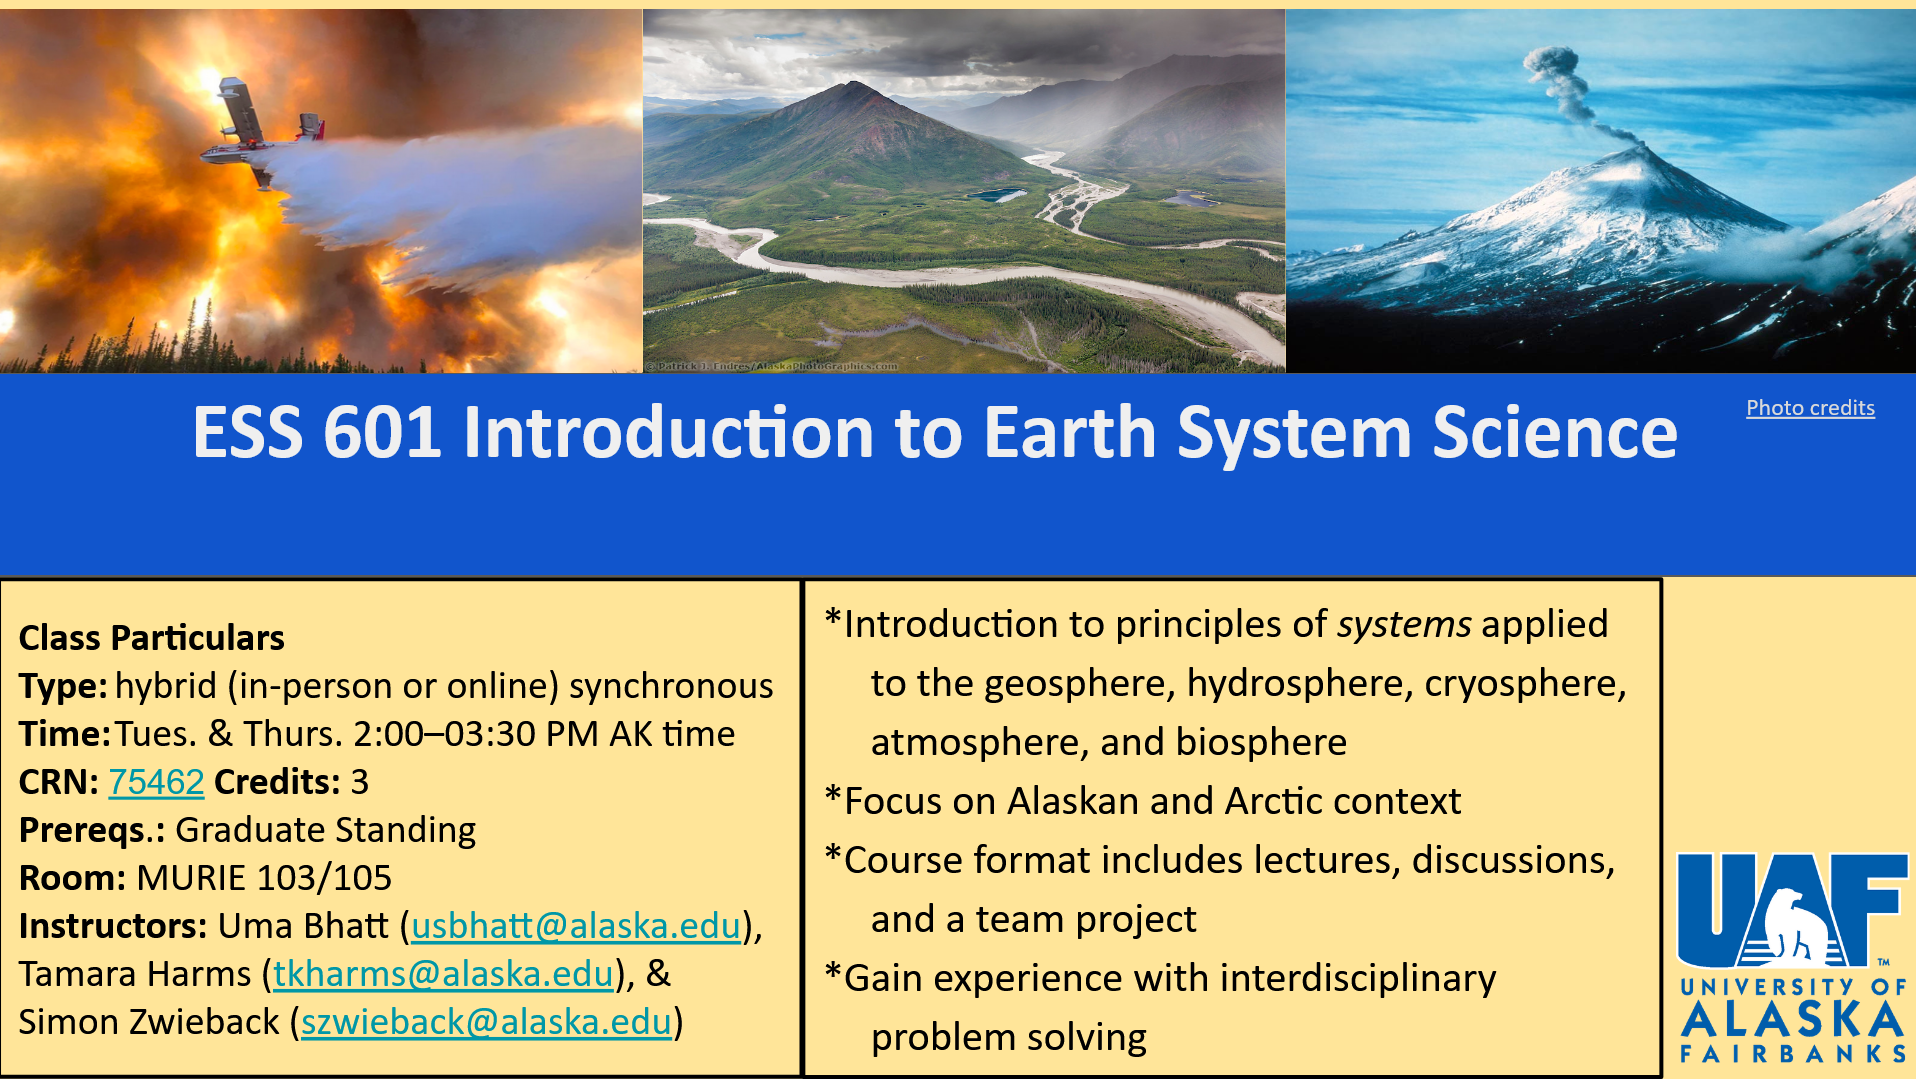 © Patrick J. Endres/AlaskaPhotoGraphics.com
ESS 601 Introduction to Earth System Science
Photo credits
Class Particulars
Type: hybrid (in-person or online) synchronous
Time: Tues. & Thurs. 2:00–03:30 PM AK time
CRN: 75462 Credits: 3
Prereqs.: Graduate Standing
Room: MURIE 103/105
Instructors: Uma Bhatt (usbhatt@alaska.edu),
Tamara Harms (tkharms@alaska.edu), &
Simon Zwieback (szwieback@alaska.edu)
*Introduction to principles of systems applied
to the geosphere, hydrosphere, cryosphere,
atmosphere, and biosphere
*Focus on Alaskan and Arctic context
*Course format includes lectures, discussions,
and a team project
*Gain experience with interdisciplinary
problem solving
UAF
TM
UNIVERSITY OF
ALASKA
FAIRBANKS